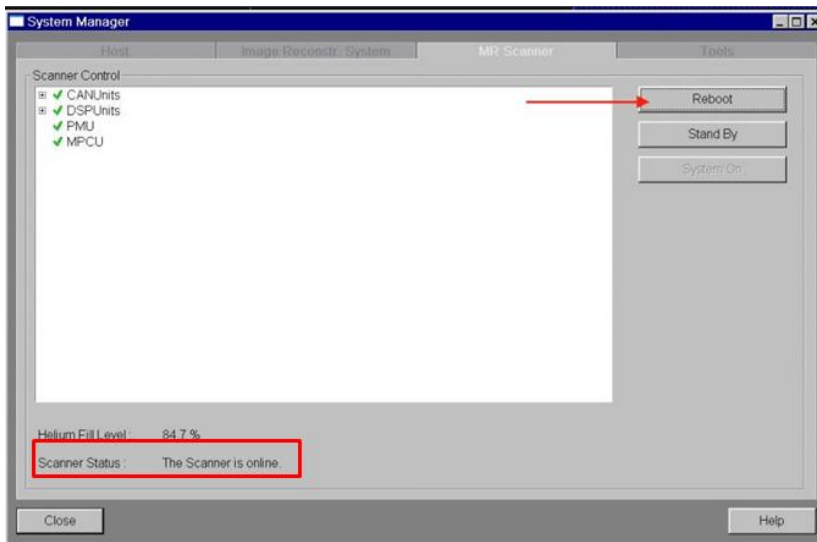 System Manager
Host Image Reconstr. System MR Scanner Tools
Scanner Control
CANUnits
DSPUnits
PMU
MPCU
Reboot
Stand By
System On
Helium Fill Level : 84.7 %
Scanner Status : The Scanner is online.
Close Help